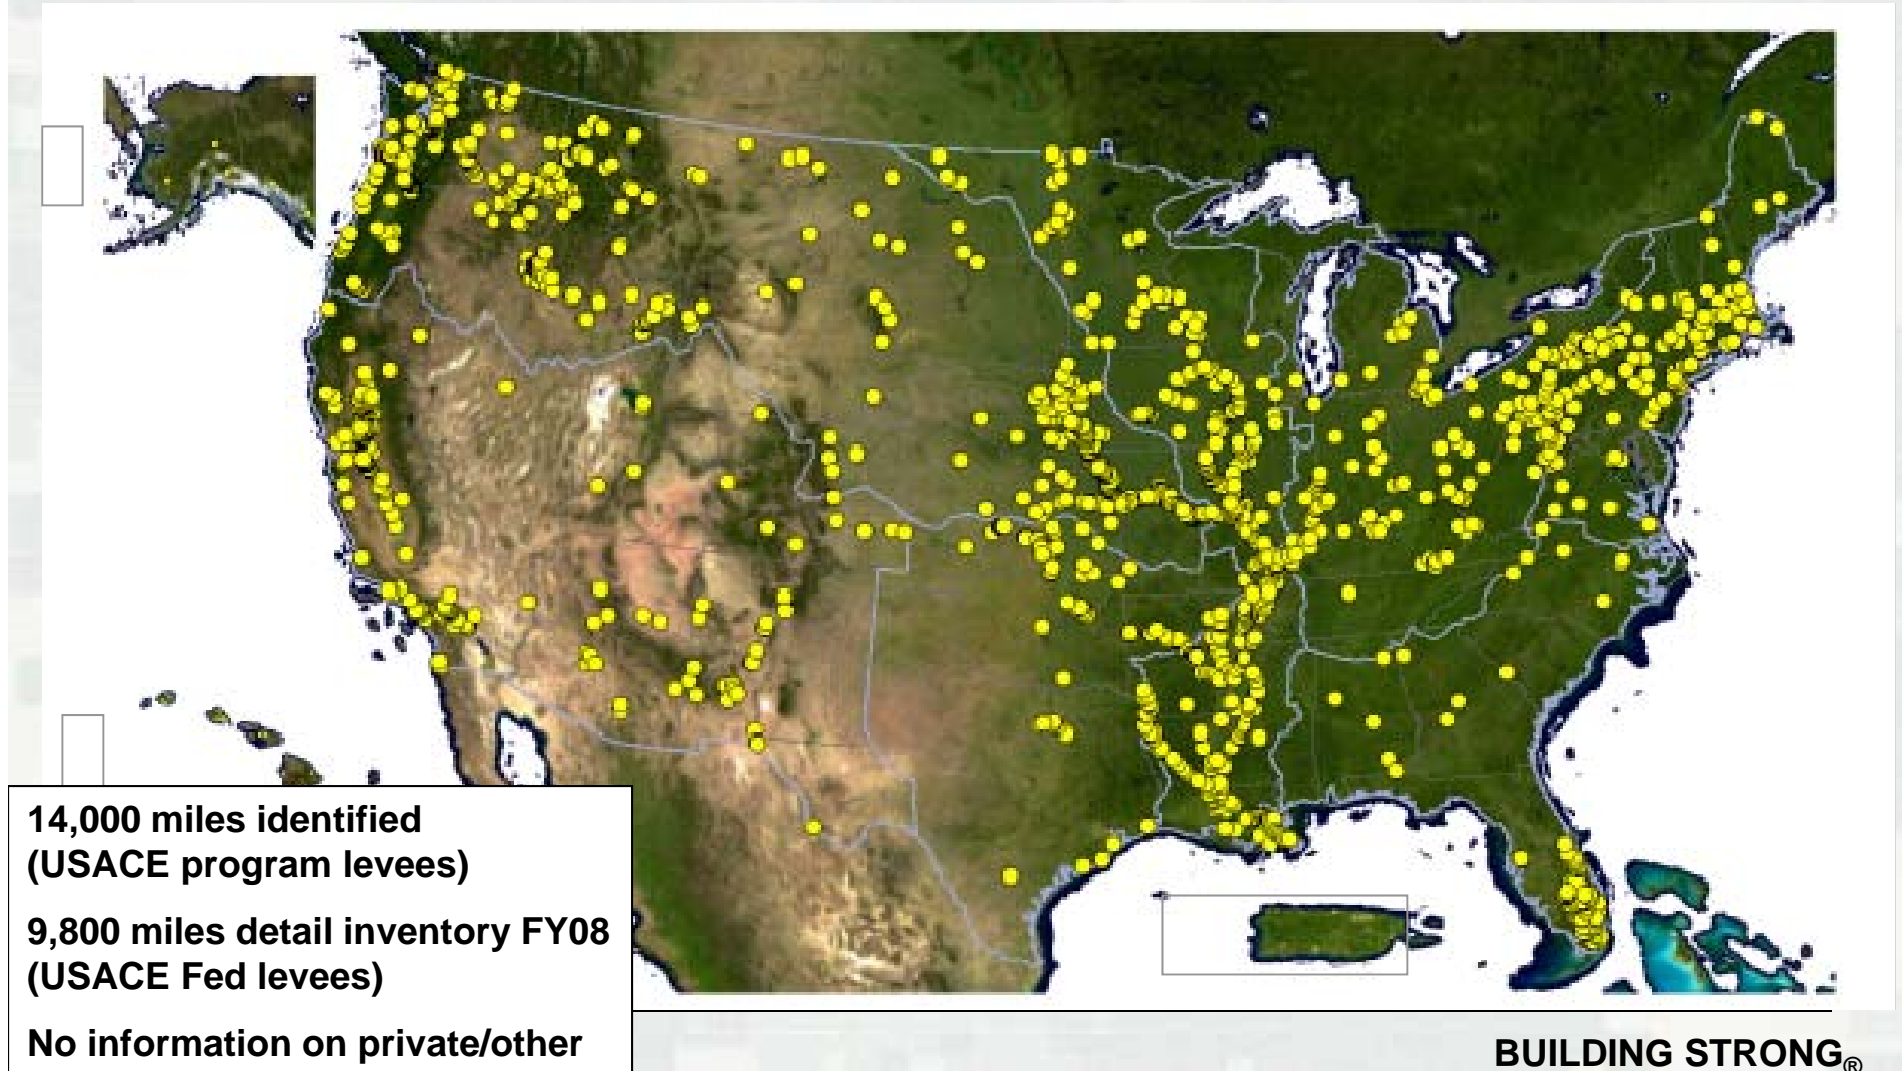 14,000 miles identified
(USACE program levees)
9,800 miles detail inventory FY08
(USACE Fed levees)
No information on private/other
BUILDING STRONG®